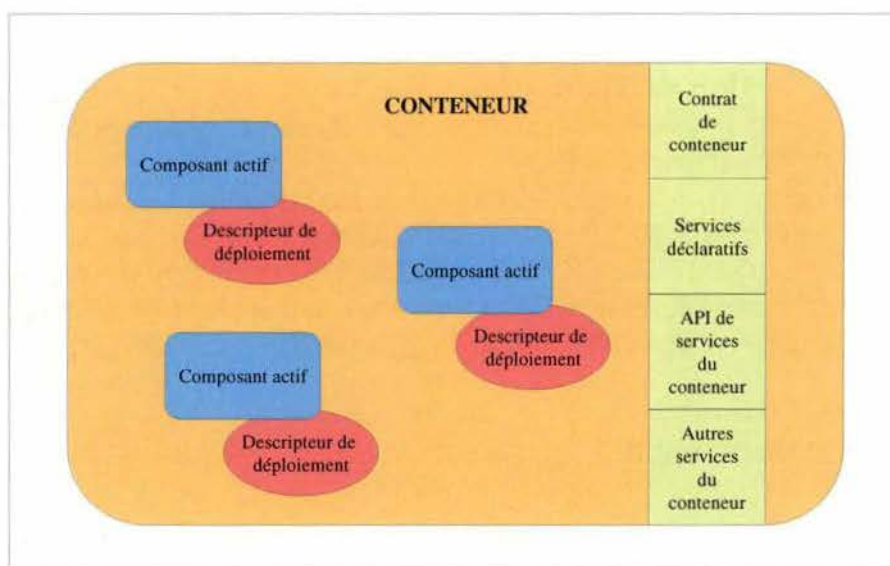 CONTENEUR
Composant actif
Descripteur de
déploiement
Composant actif
Descripteur de
déploiement
Composant actif
Descripteur de
déploiement
Contrat
de
conteneur
Services
déclaratifs
API de
services
du
conteneur
Autres
services
du
conteneur